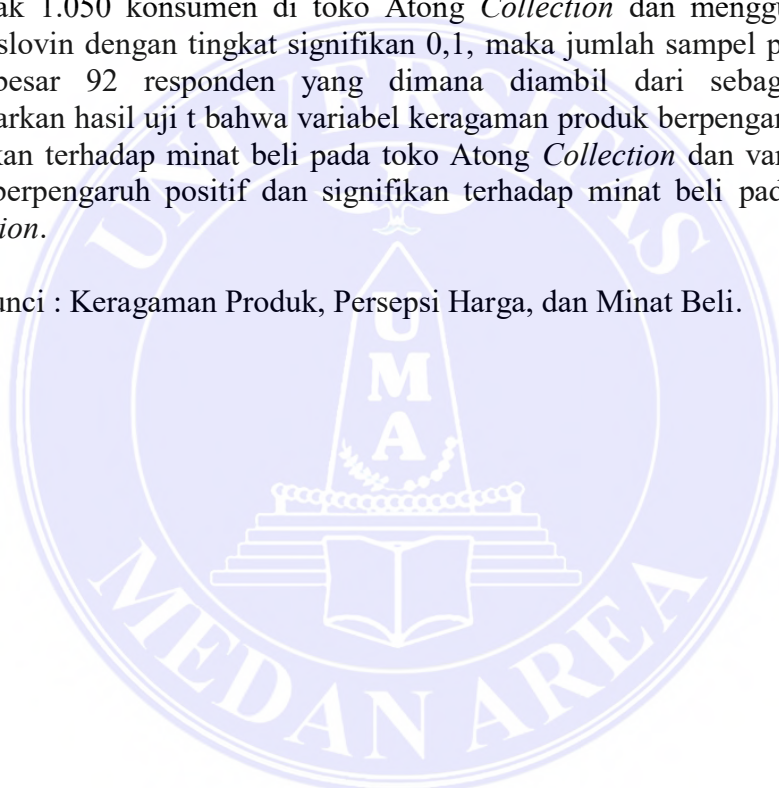 ak 1.050 konsumen di toko Atong Collection dan menggu
slovin dengan tingkat signifikan 0,1, maka jumlah sampel p
besar 92 responden yang dimana diambil dari sebag
arkan hasil uji t bahwa variabel keragaman produk berpengar
kan terhadap minat beli pada toko Atong Collection dan var
berpengaruh positif dan signifikan terhadap minat beli pad
ion.
unci : Keragaman Produk, Persepsi Harga, dan Minat Beli.
UNIVERSITAS
UMA
MEDAN AREA